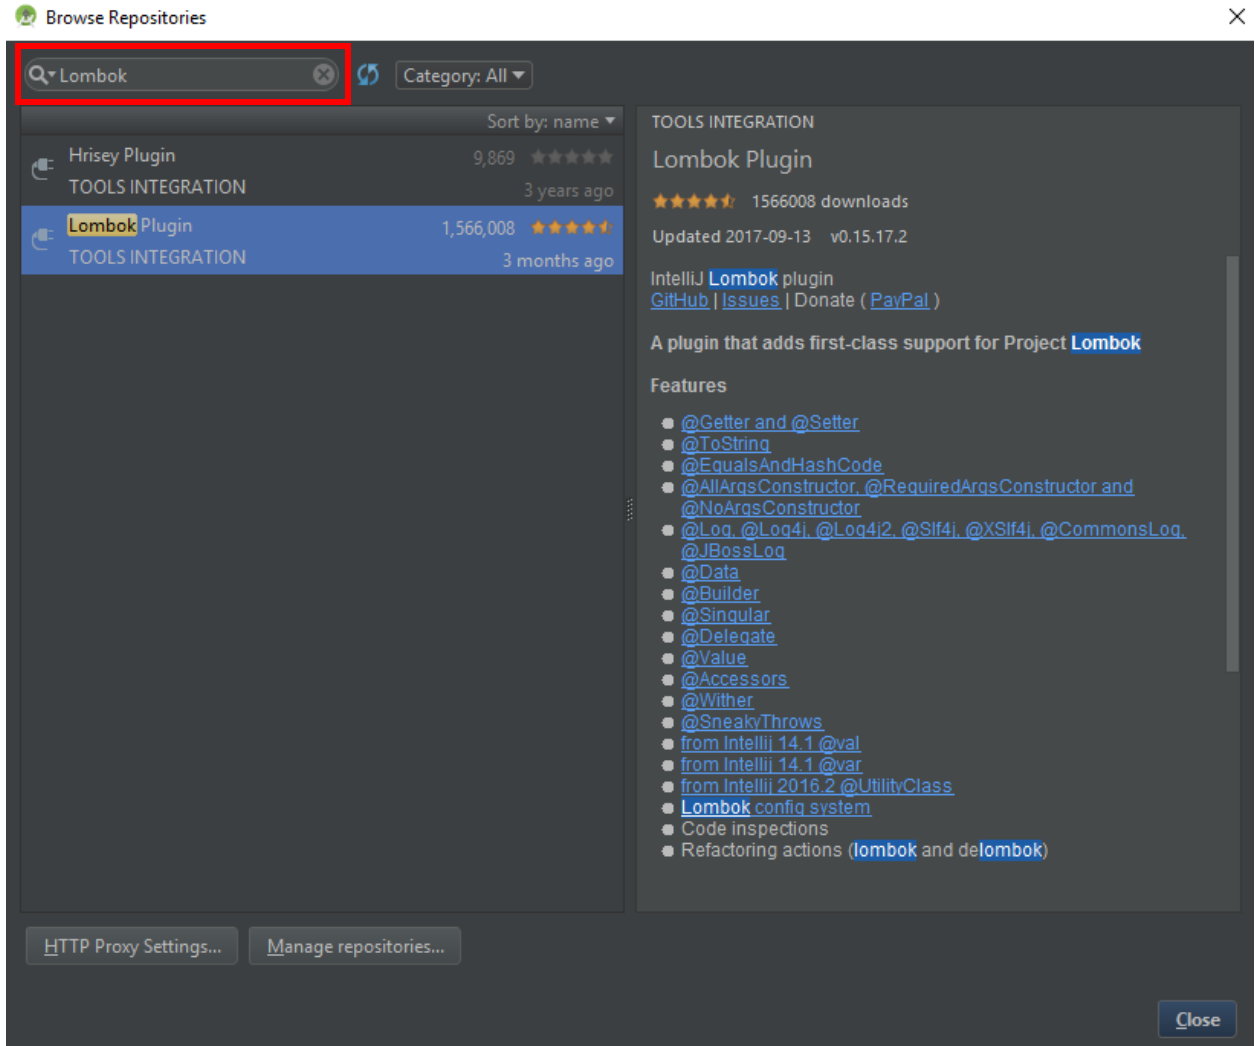 Browse Repositories
Lombok
Category: All
Sort by: name
Hrisey Plugin 9,869
TOOLS INTEGRATION 3 years ago
Lombok Plugin 1,566,008
TOOLS INTEGRATION 3 months ago
TOOLS INTEGRATION
Lombok Plugin
1566008 downloads
Updated 2017-09-13 v0.15.17.2
IntelliJ Lombok plugin
GitHub | Issues | Donate ( PayPal )
A plugin that adds first-class support for Project Lombok
Features
@Getter and @Setter
@ToString
@EqualsAndHashCode
@AllArgsConstructor, @RequiredArgsConstructor and
@NoArgsConstructor
@Log, @Log4j, @Log4j2, @Slf4j, @XSlf4j, @CommonsLog,
@JBossLog
@Data
@Builder
@Singular
@Delegate
@Value
@Accessors
@Wither
@SneakyThrows
from Intellij 14.1 @val
from Intellij 14.1 @var
from Intellij 2016.2 @UtilityClass
Lombok config system
Code inspections
Refactoring actions (lombok and delombok)
HTTP Proxy Settings...
Manage repositories...
Close